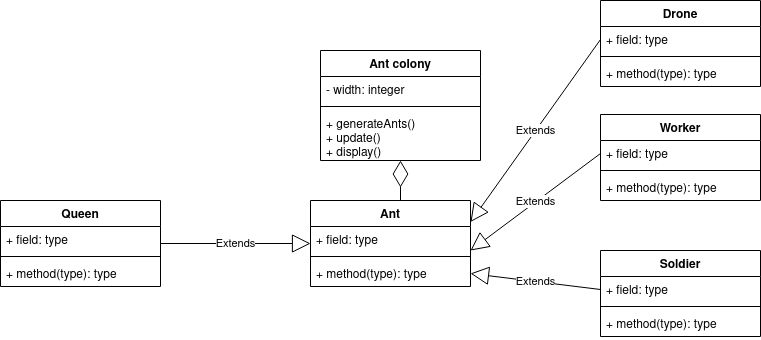 Drone
+ field: type
+ method(type): type
Ant colony
- width: integer
+ generateAnts()
+ update()
+ display()
Extends
Worker
+ field: type
+ method(type): type
Extends
Queen
+ field: type
+ method(type): type
Extends
Ant
+ field: type
+ method(type): type
Extends
Soldier
+ field: type
+ method(type): type